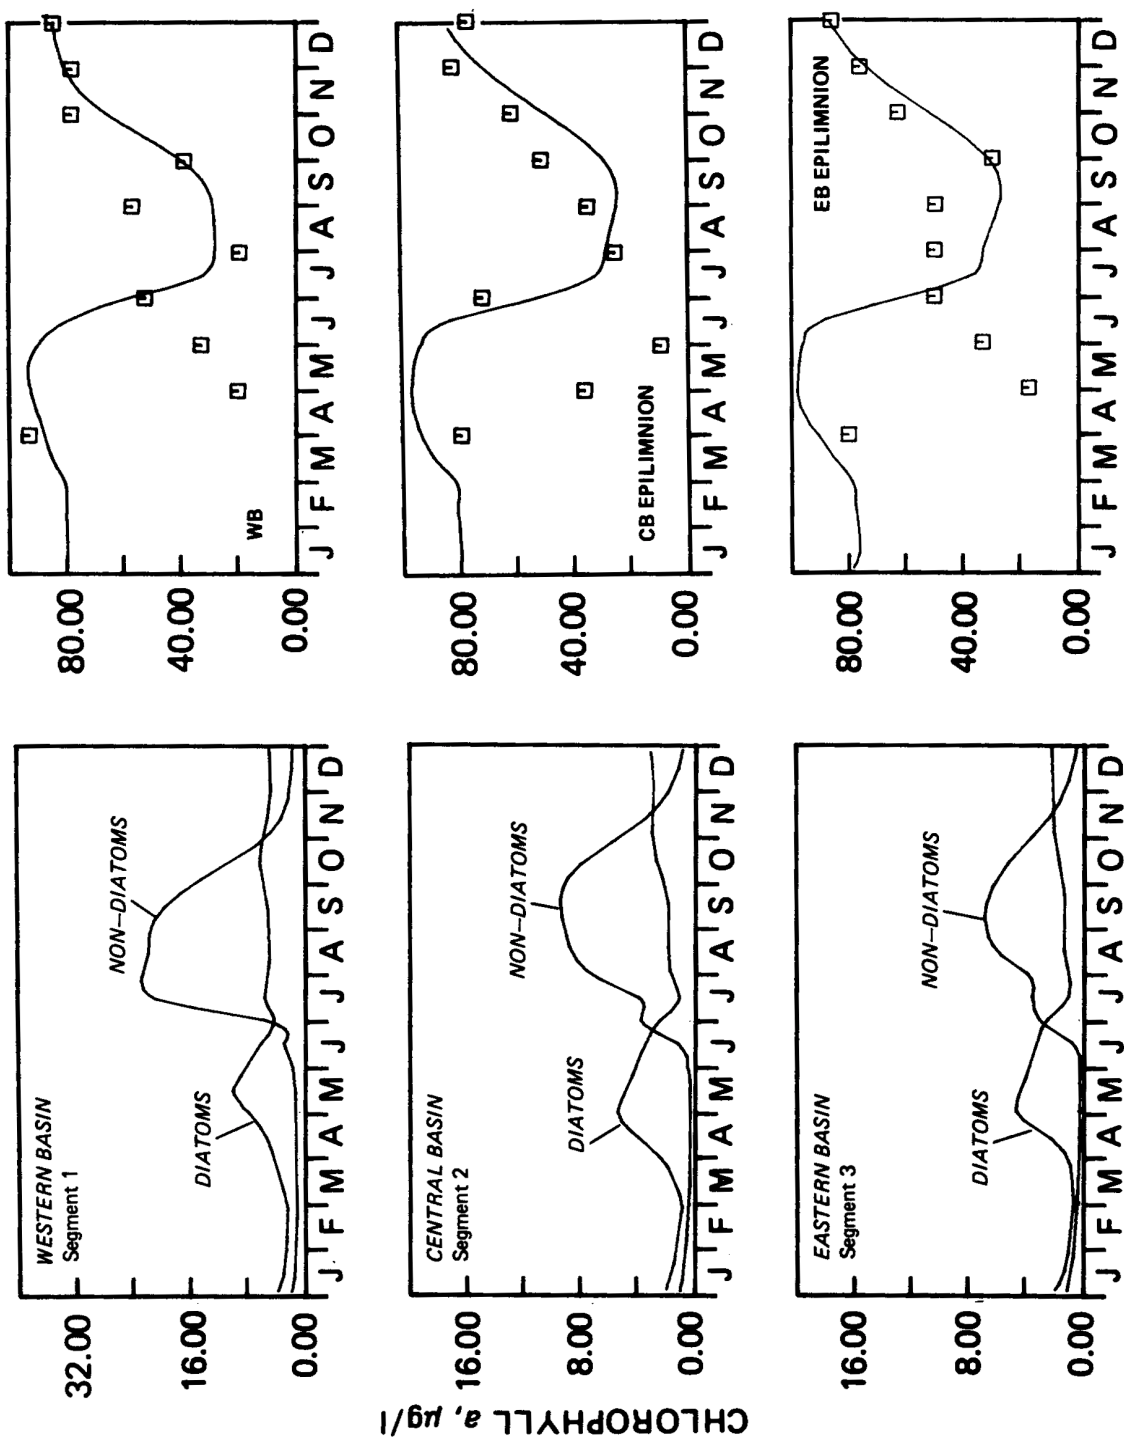 CHLOROPHYLL a, µg/l
WESTERN BASIN
Segment 1
NON–DIATOMS
DIATOMS
32.00
16.00
0.00
J F M A M J J A S O N D
WB
80.00
40.00
0.00
J F M A M J J A S O N D
CENTRAL BASIN
Segment 2
NON–DIATOMS
DIATOMS
16.00
8.00
0.00
J F M A M J J A S O N D
CB EPILIMNION
80.00
40.00
0.00
J F M A M J J A S O N D
EASTERN BASIN
Segment 3
NON–DIATOMS
DIATOMS
16.00
8.00
0.00
J F M A M J J A S O N D
EB EPILIMNION
80.00
40.00
0.00
J F M A M J J A S O N D